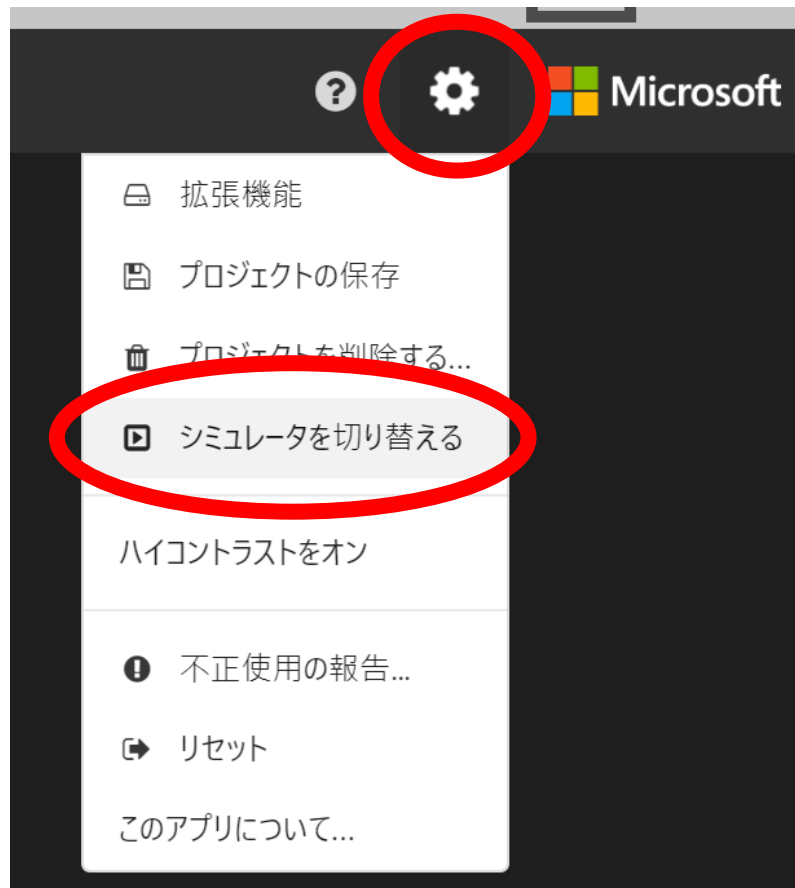 Microsoft
拡張機能
プロジェクトの保存
プロジェクトを削除する...
シミュレータを切り替える
ハイコントラストをオン
不正使用の報告...
リセット
このアプリについて...